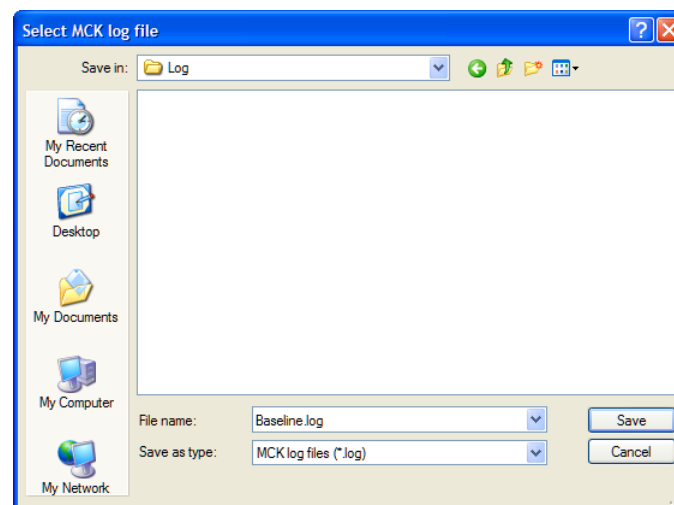 Select MCK log file
Save in:
Log
My Recent
Documents
Desktop
My Documents
My Computer
My Network
File name:
Baseline.log
Save
Save as type:
MCK log files (*.log)
Cancel